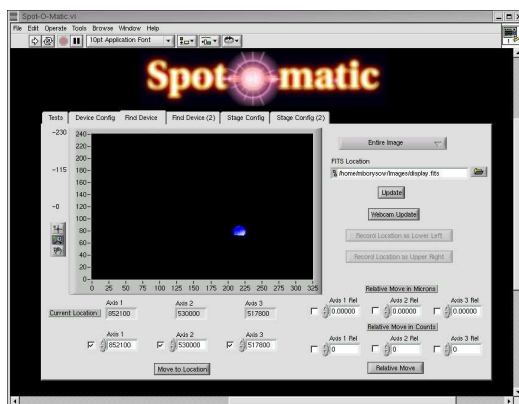 Spot-O-Matic.vi
File Edit Operate Tools Browse Window Help
10pt Application Font
1
Spot matic
Tests Device Config Find Device Find Device (2) Stage Config Stage Config (2)
-230
-115
-0
240-
220-
200-
180-
160-
140-
120-
100-
80-
60-
40-
20-
0-
0 25 50 75 100 125 150 175 200 225 250 275 300 325
Entire Image
FITS Location
/home/mborysow/Images/display.fits
Update
Webcam Update
Record Location as Lower Left
Record Location as Upper Right
Axis 1 Axis 2 Axis 3
Current Location: 852100 530000 517800
Axis 1 Axis 2 Axis 3
852100 530000 517800
Move to Location
Relative Move in Microns
Axis 1 Rel Axis 2 Rel Axis 3 Rel
0.00000 0.00000 0.00000
Relative Move in Counts
Axis 1 Rel Axis 2 Rel Axis 3 Rel
0 0 0
Relative Move